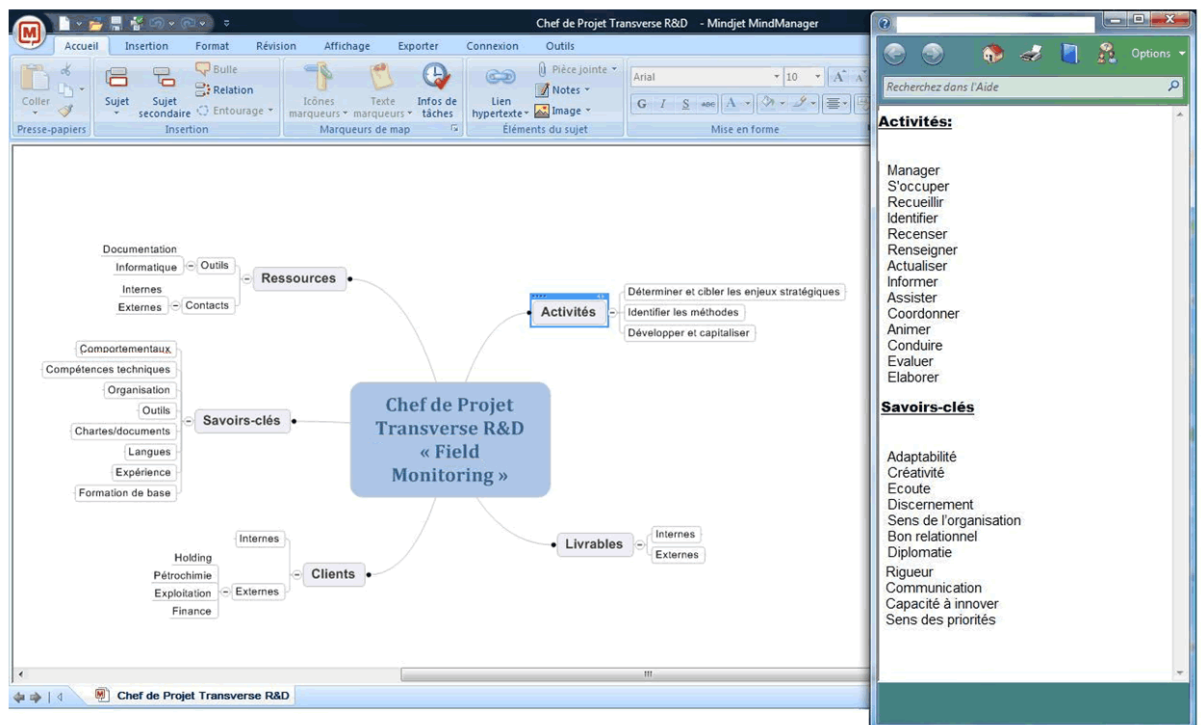 Chef de Projet Transverse R&D - Mindjet MindManager
Accueil Insertion Format Révision Affichage Exporter Connexion Outils
Coller
Presse-papiers
Sujet
Sujet secondaire
Bulle
Relation
Entourage
Insertion
Icônes marqueurs
Texte marqueurs
Infos de tâches
Marqueurs de map
Lien hypertexte
Pièce jointe
Notes
Image
Éléments du sujet
Arial 10
G I S abc A
Mise en forme
Documentation
Informatique
Outils
Internes
Externes
Contacts
Ressources
Comportementaux
Compétences techniques
Organisation
Outils
Chartes/documents
Langues
Expérience
Formation de base
Savoirs-clés
Internes
Holding
Pétrochimie
Exploitation
Finance
Externes
Clients
Chef de Projet
Transverse R&D
« Field
Monitoring »
Activités
Déterminer et cibler les enjeux stratégiques
Identifier les méthodes
Développer et capitaliser
Livrables
Internes
Externes
Chef de Projet Transverse R&D
Options
Recherchez dans l'Aide
Activités:
Manager
S'occuper
Recueillir
Identifier
Recenser
Renseigner
Actualiser
Informer
Assister
Coordonner
Animer
Conduire
Evaluer
Elaborer
Savoirs-clés
Adaptabilité
Créativité
Ecoute
Discernement
Sens de l'organisation
Bon relationnel
Diplomatie
Rigueur
Communication
Capacité à innover
Sens des priorités